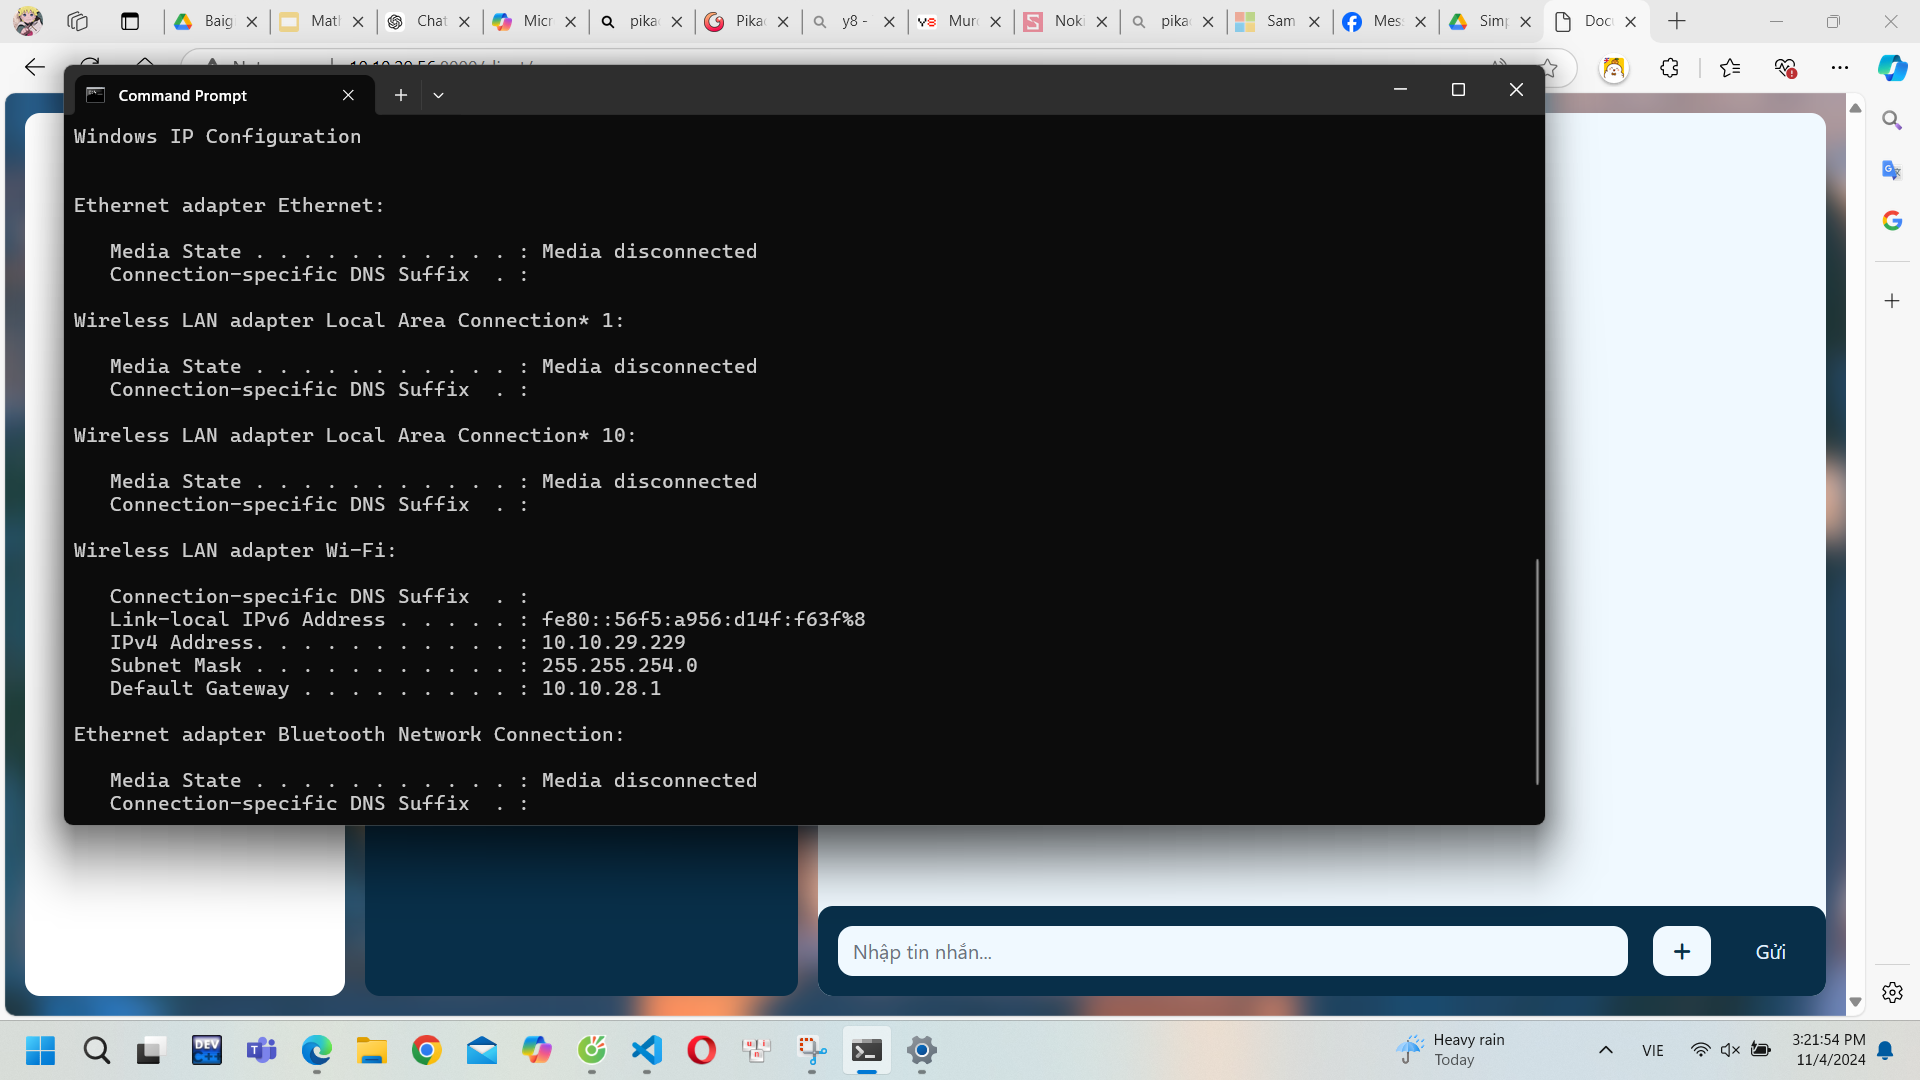 Baig
Math
Chat
Micr
pika
Pika
y8 -
Murc
Noki
pika
Sam
Mes
Simp
Docu
Command Prompt
Windows IP Configuration
Ethernet adapter Ethernet:
Media State . . . . . . . . . . . : Media disconnected
Connection-specific DNS Suffix  . :
Wireless LAN adapter Local Area Connection* 1:
Media State . . . . . . . . . . . : Media disconnected
Connection-specific DNS Suffix  . :
Wireless LAN adapter Local Area Connection* 10:
Media State . . . . . . . . . . . : Media disconnected
Connection-specific DNS Suffix  . :
Wireless LAN adapter Wi-Fi:
Connection-specific DNS Suffix  . :
Link-local IPv6 Address . . . . . : fe80::56f5:a956:d14f:f63f%8
IPv4 Address. . . . . . . . . . . : 10.10.29.229
Subnet Mask . . . . . . . . . . . : 255.255.254.0
Default Gateway . . . . . . . . . : 10.10.28.1
Ethernet adapter Bluetooth Network Connection:
Media State . . . . . . . . . . . : Media disconnected
Connection-specific DNS Suffix  . :
Nhập tin nhắn...
+
Gửi
DEV
C++
Heavy rain
Today
VIE
3:21:54 PM
11/4/2024